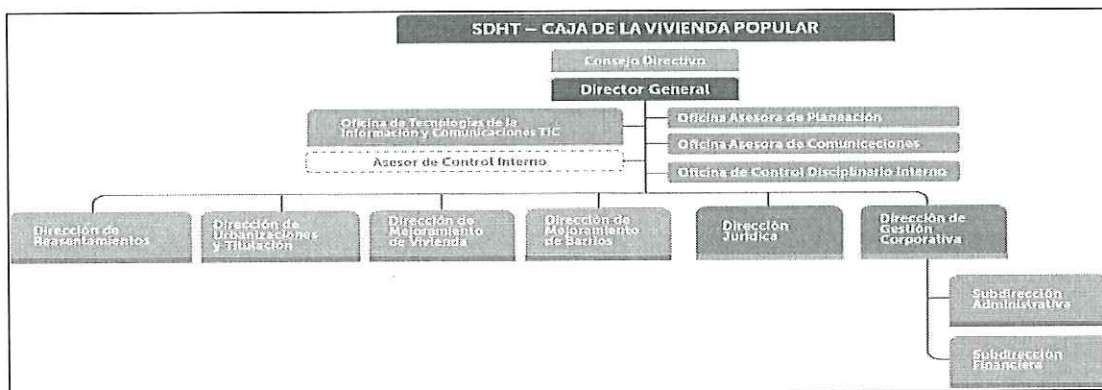 SDHT – CAJA DE LA VIVIENDA POPULAR
Consejo Directivo
Director General
Oficina de Tecnologías de la
Información y Comunicaciones TIC
Oficina Asesora de Planeación
Oficina Asesora de Comunicaciones
Asesor de Control Interno
Oficina de Control Disciplinario Interno
Dirección de
Reasentamientos
Dirección de
Urbanizaciones
y Titulación
Dirección de
Mejoramiento
de Vivienda
Dirección de
Mejoramiento
de Barrios
Dirección
Jurídica
Dirección de
Gestión
Corporativa
Subdirección
Administrativa
Subdirección
Financiera